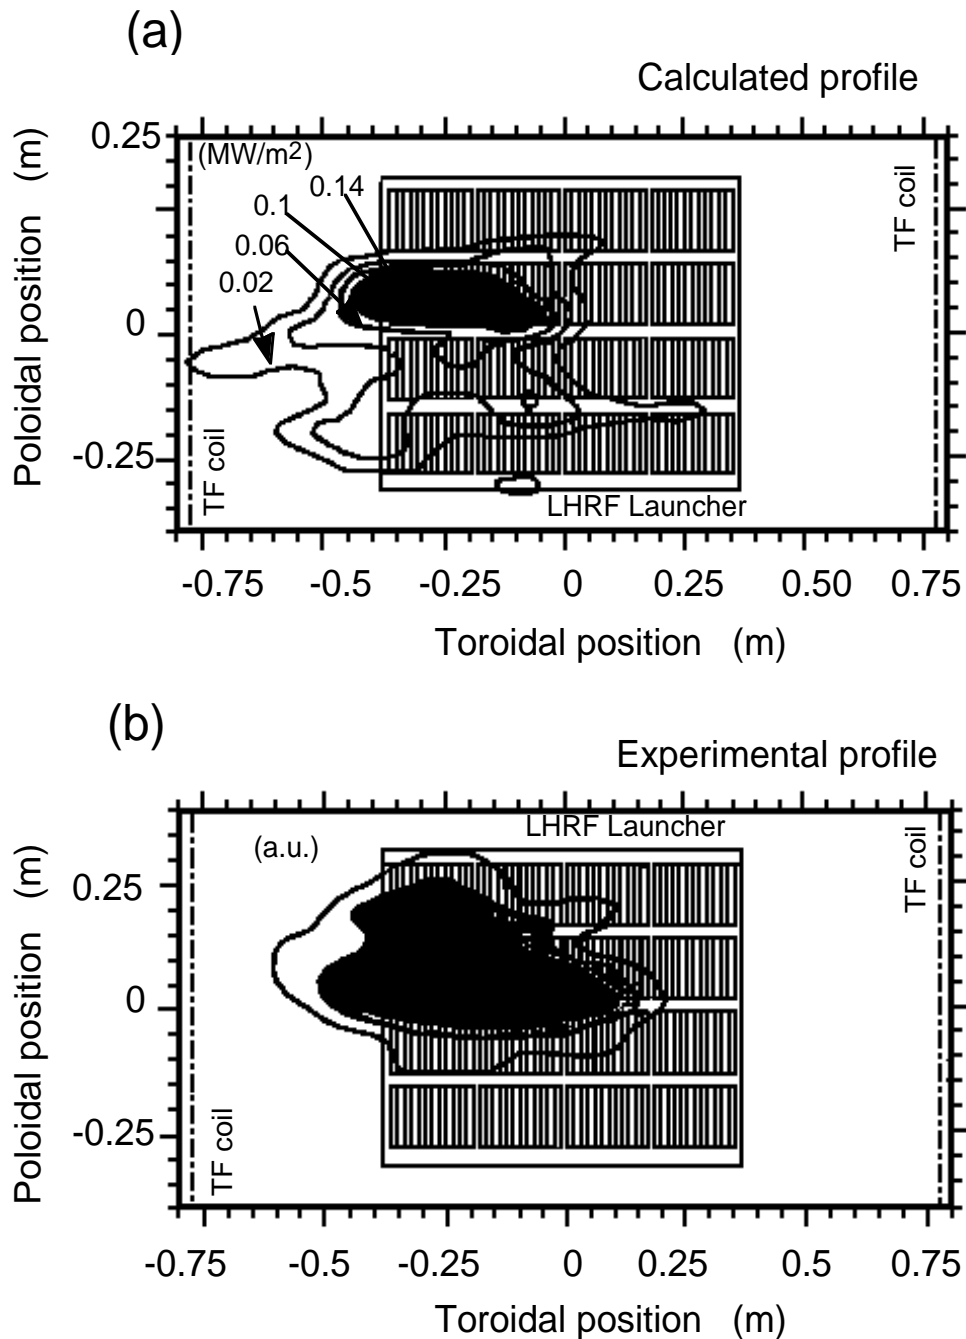 (a)
Calculated profile
Poloidal position (m)
0.25
0
-0.25
(MW/m2)
0.14
0.1
0.06
0.02
TF coil
TF coil
LHRF Launcher
-0.75 -0.5 -0.25 0 0.25 0.50 0.75
Toroidal position (m)
(b)
Experimental profile
Poloidal position (m)
0.25
0
-0.25
(a.u.)
LHRF Launcher
TF coil
TF coil
-0.75 -0.5 -0.25 0 0.25 0.50 0.75
Toroidal position (m)